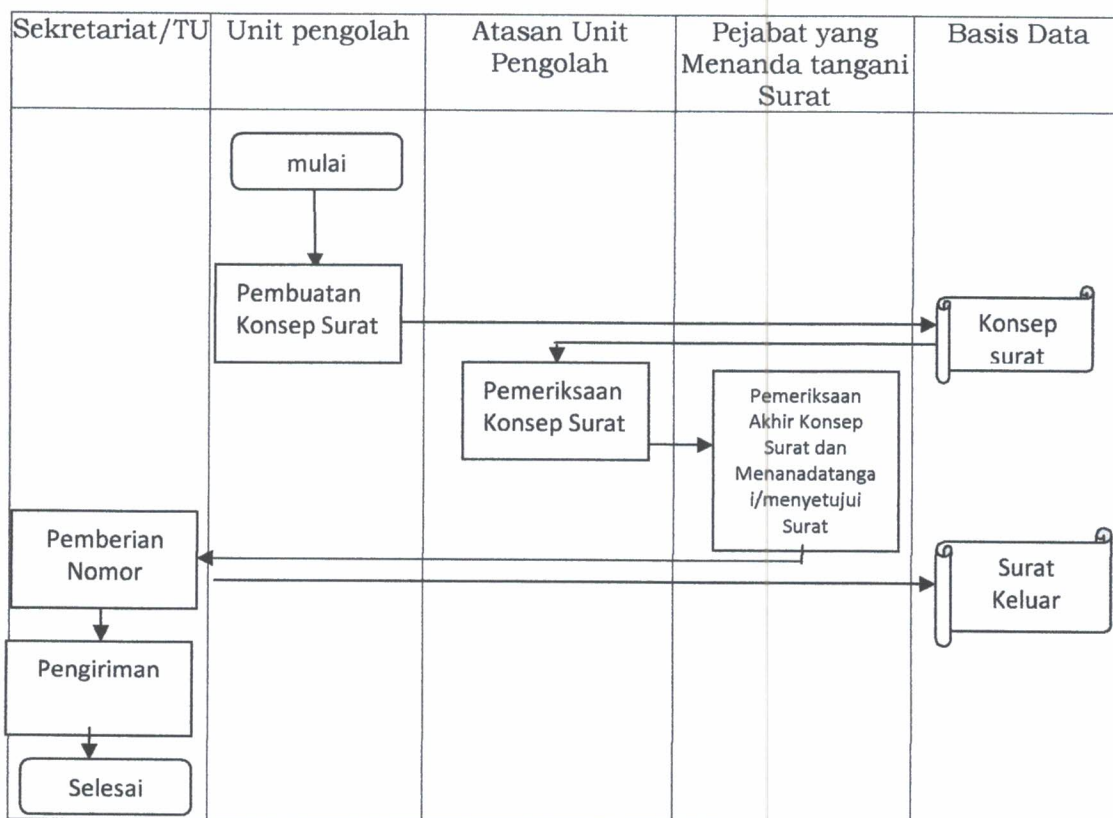 Sekretariat/TU
Unit pengolah
Atasan Unit
Pengolah
Pejabat yang
Menanda tangani
Surat
Basis Data
mulai
Pembuatan
Konsep Surat
Konsep
surat
Pemeriksaan
Konsep Surat
Pemeriksaan
Akhir Konsep
Surat dan
Menanadatanga
i/menyetujui
Surat
Pemberian
Nomor
Surat
Keluar
Pengiriman
Selesai